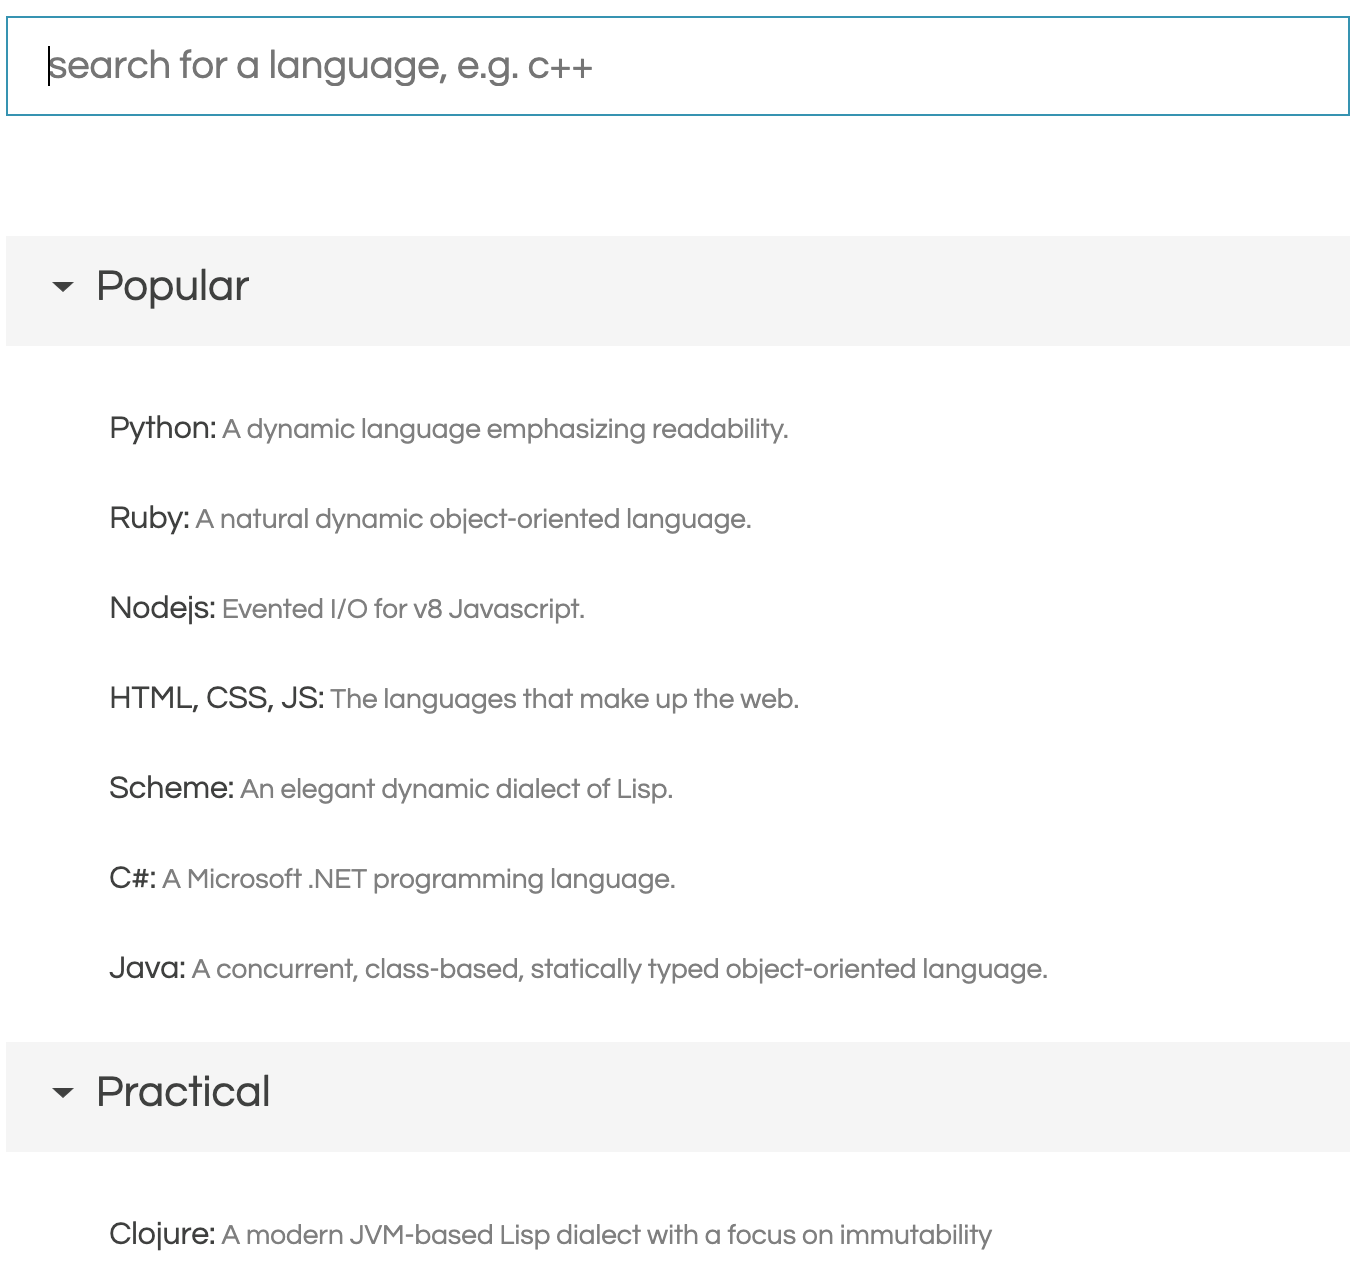 search for a language, e.g. c++
Popular
Python: A dynamic language emphasizing readability.
Ruby: A natural dynamic object-oriented language.
Nodejs: Evented I/O for v8 Javascript.
HTML, CSS, JS: The languages that make up the web.
Scheme: An elegant dynamic dialect of Lisp.
C#: A Microsoft .NET programming language.
Java: A concurrent, class-based, statically typed object-oriented language.
Practical
Clojure: A modern JVM-based Lisp dialect with a focus on immutability